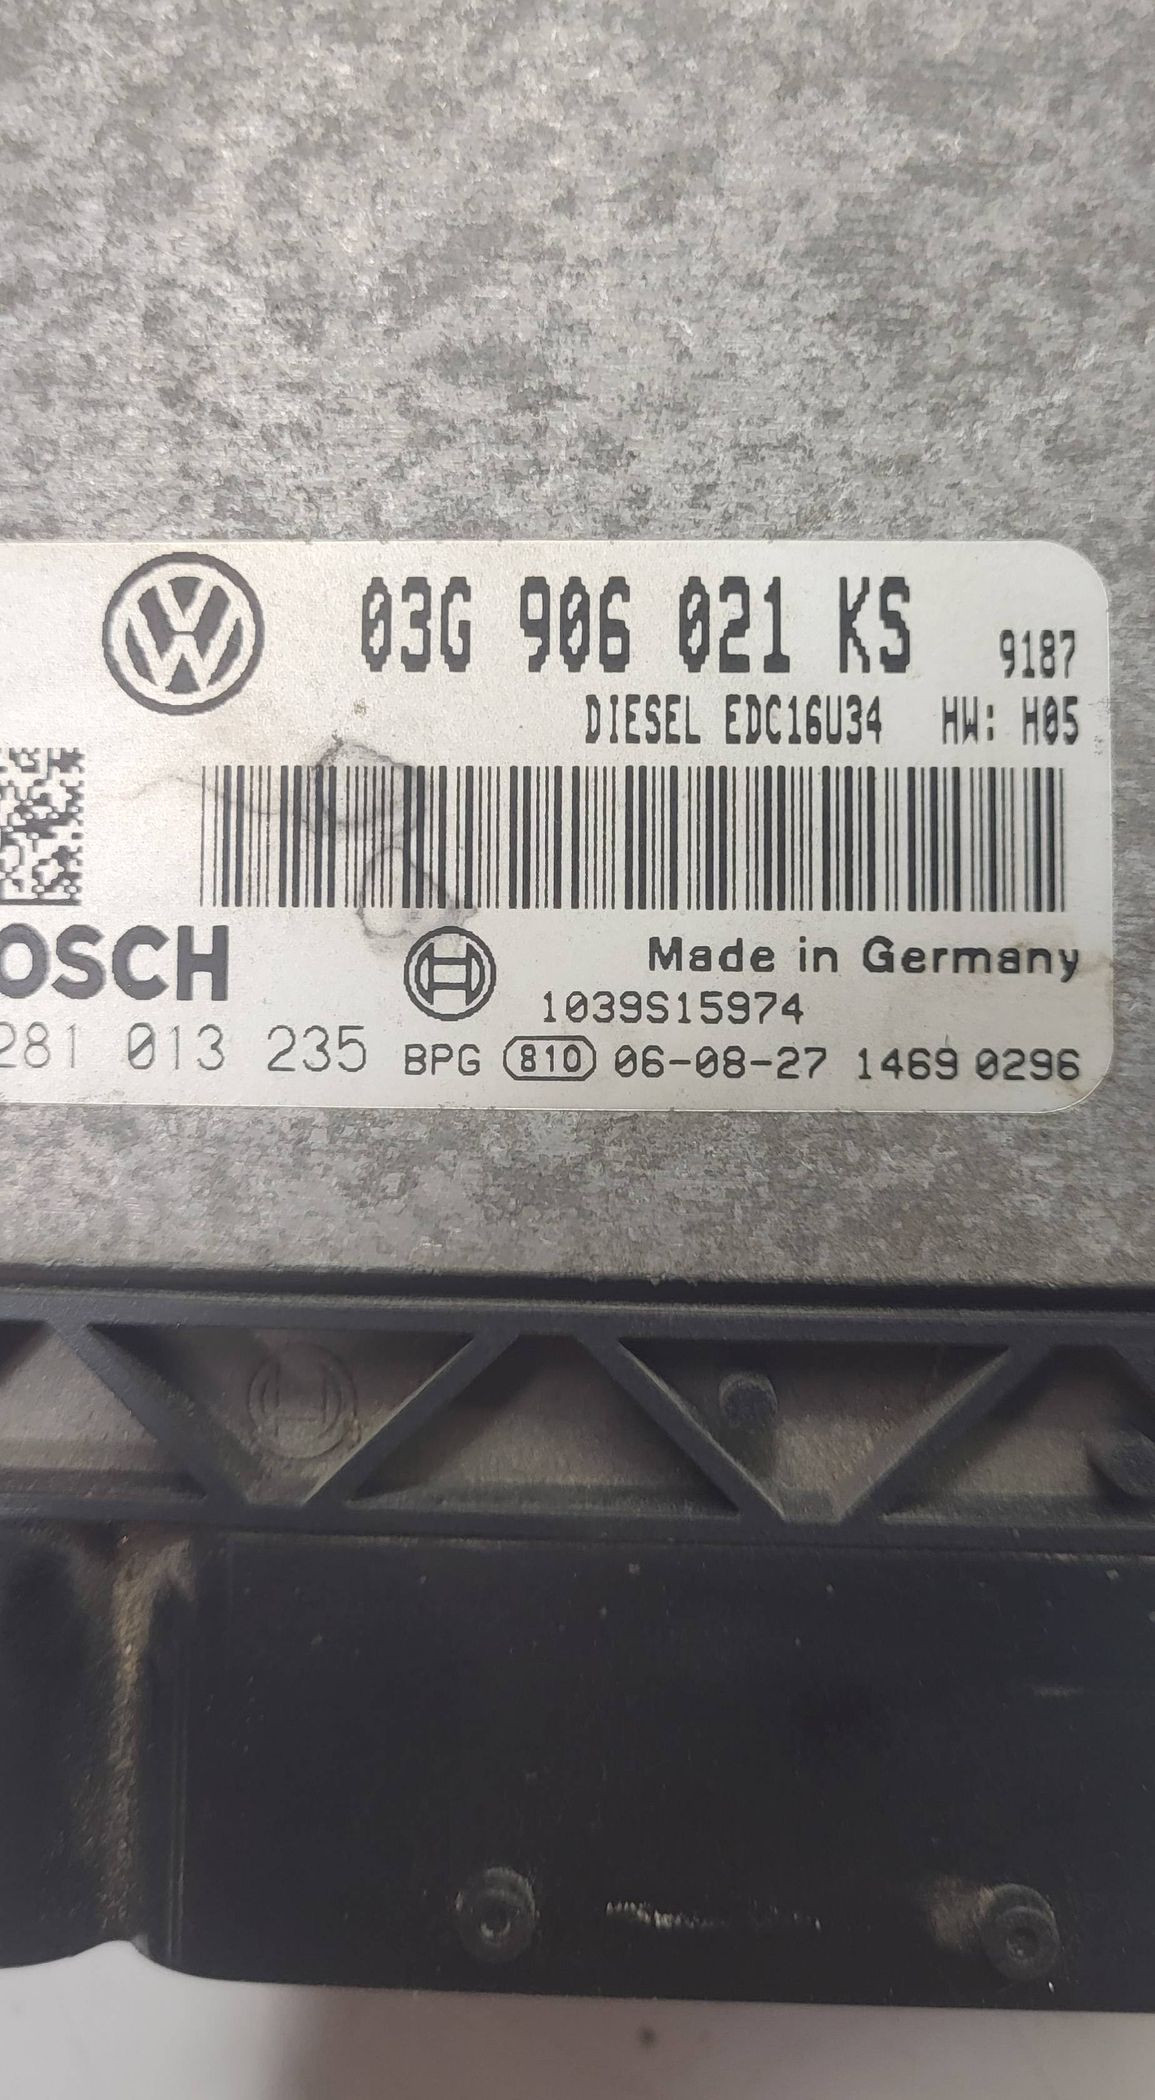 03G 906 021 KS 9187
DIESEL EDC16U34 HW: H05
OSCH
Made in Germany
1039S15974
281 013 235 BPG 810 06-08-27 1469 0296